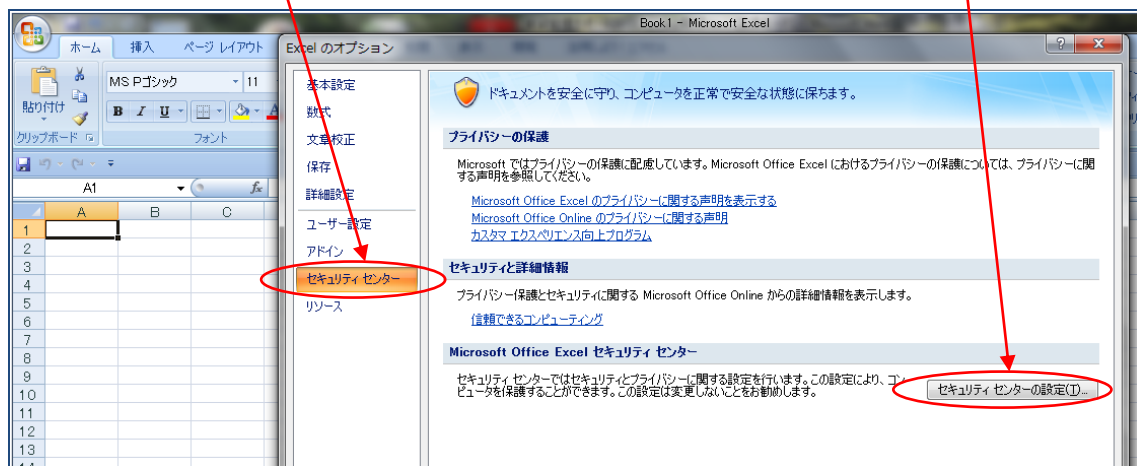 Book1 - Microsoft Excel
ホーム 挿入 ページ レイアウト
Excel のオプション
MS Pゴシック 11
貼り付け
B I U
クリップボード フォント
A1 fx
A B C
1
2
3
4
5
6
7
8
9
10
11
12
13
基本設定
数式
文章校正
保存
詳細設定
ユーザー設定
アドイン
セキュリティ センター
リソース
ドキュメントを安全に守り、コンピュータを正常で安全な状態に保ちます。
プライバシーの保護
Microsoft ではプライバシーの保護に配慮しています。Microsoft Office Excel におけるプライバシーの保護については、プライバシーに関
する声明を参照してください。
Microsoft Office Excel のプライバシーに関する声明を表示する
Microsoft Office Online のプライバシーに関する声明
カスタマ エクスペリエンス向上プログラム
セキュリティと詳細情報
プライバシー保護とセキュリティに関する Microsoft Office Online からの詳細情報を表示します。
信頼できるコンピューティング
Microsoft Office Excel セキュリティ センター
セキュリティ センターではセキュリティとプライバシーに関する設定を行います。この設定により、コン
ピュータを保護することができます。この設定は変更しないことをお勧めします。
セキュリティ センターの設定(T)...